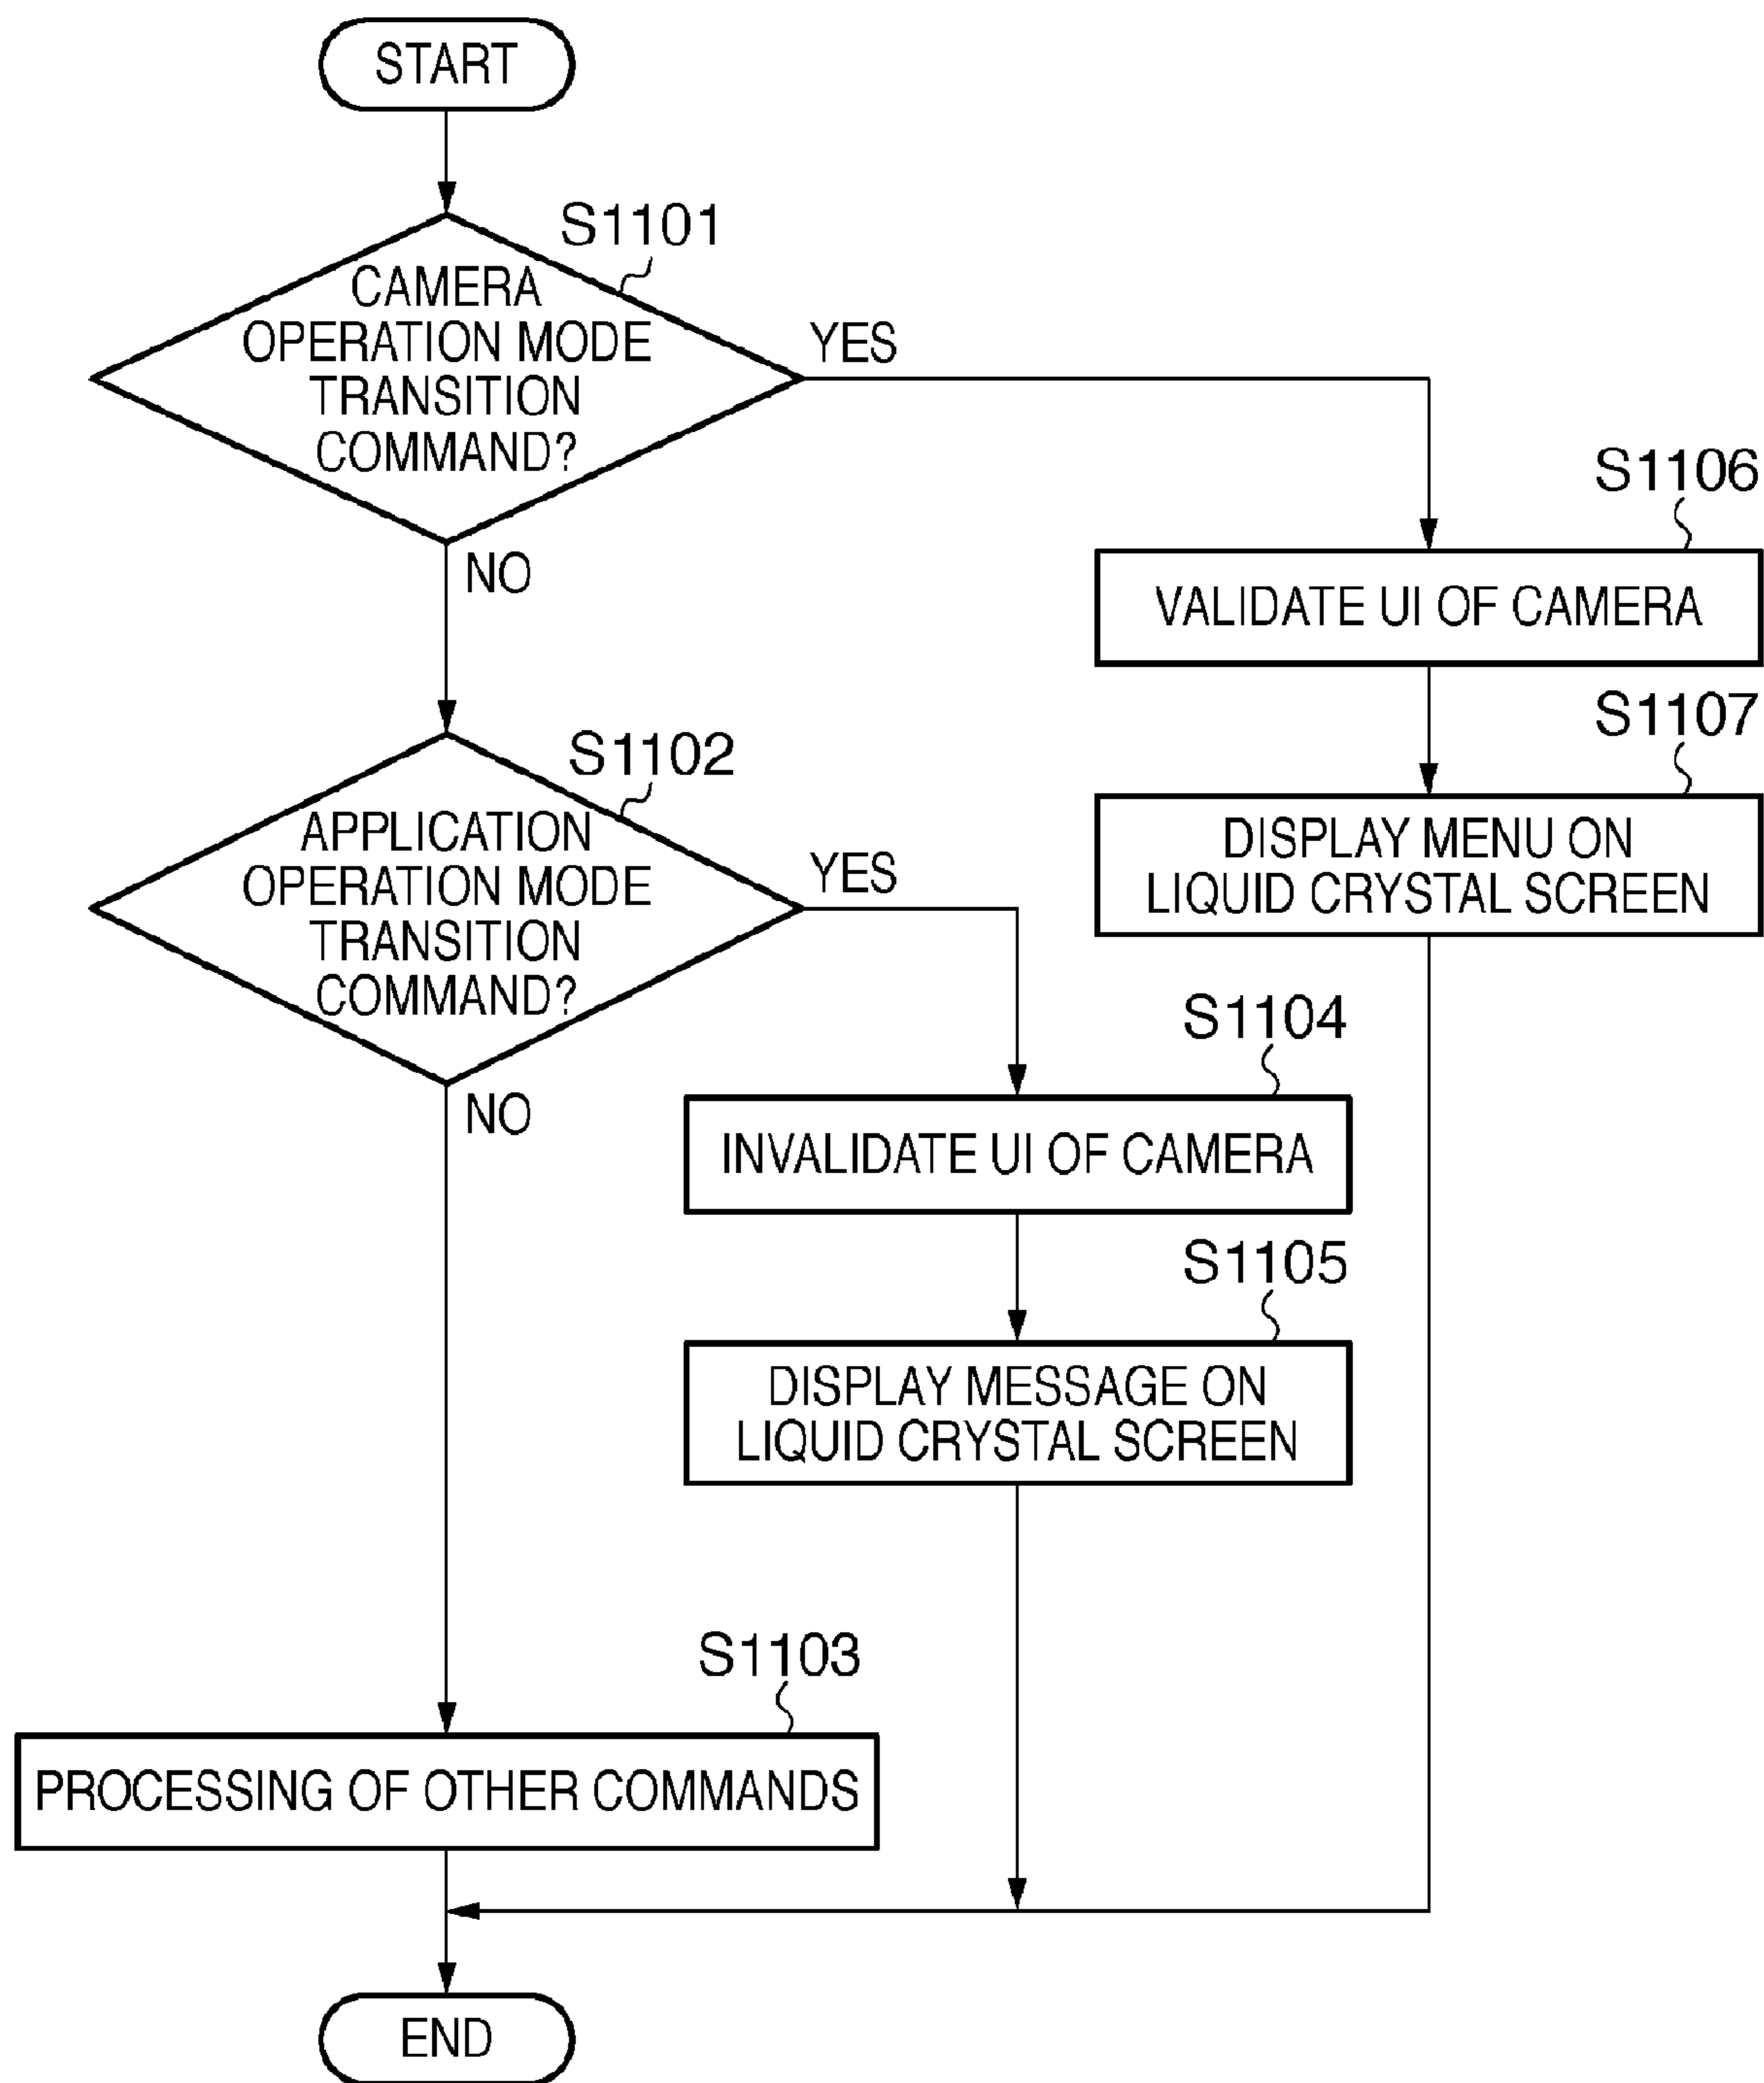 START
S1101
CAMERA
OPERATION MODE
TRANSITION
COMMAND?
YES
NO
S1106
VALIDATE UI OF CAMERA
S1107
DISPLAY MENU ON
LIQUID CRYSTAL SCREEN
S1102
APPLICATION
OPERATION MODE
TRANSITION
COMMAND?
YES
NO
S1104
INVALIDATE UI OF CAMERA
S1105
DISPLAY MESSAGE ON
LIQUID CRYSTAL SCREEN
S1103
PROCESSING OF OTHER COMMANDS
END